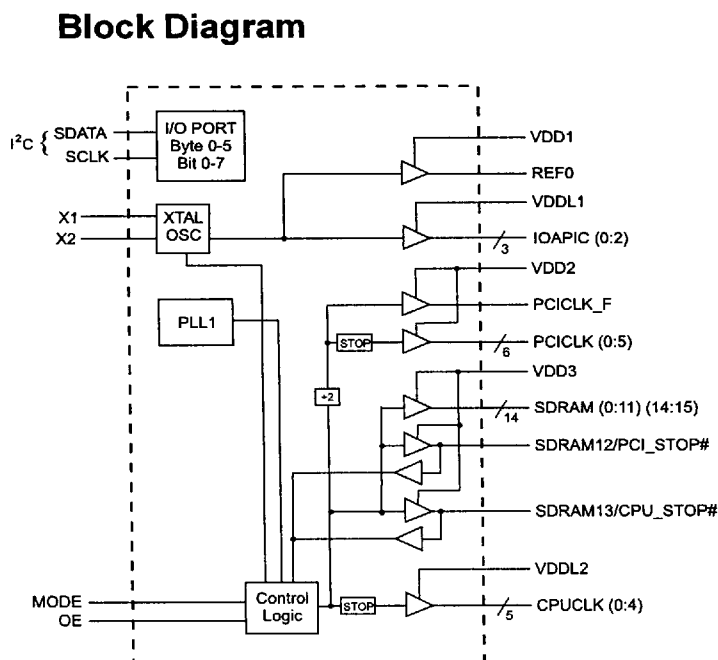 Block Diagram
I²C { SDATA
SCLK
I/O PORT
Byte 0-5
Bit 0-7
VDD1
REF0
X1
X2
XTAL
OSC
VDDL1
3
IOAPIC (0:2)
VDD2
PCICLK_F
PLL1
STOP
6
PCICLK (0:5)
VDD3
÷2
14
SDRAM (0:11) (14:15)
SDRAM12/PCI_STOP#
SDRAM13/CPU_STOP#
VDDL2
MODE
OE
Control
Logic
STOP
5
CPUCLK (0:4)